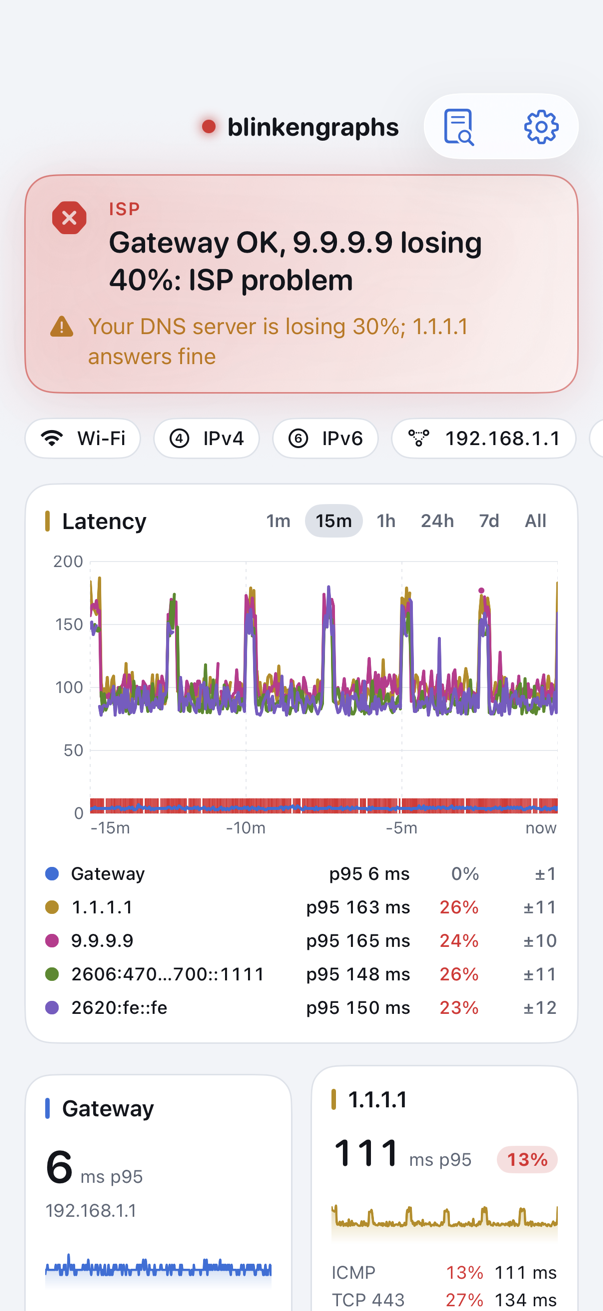 blinkengraphs
ISP
Gateway OK, 9.9.9.9 losing
40%: ISP problem
Your DNS server is losing 30%; 1.1.1.1
answers fine
Wi-Fi
4 IPv4
6 IPv6
192.168.1.1
Latency 1m 15m 1h 24h 7d All
200
150
100
50
0
-15m -10m -5m now
Gateway p95 6 ms 0% ±1
1.1.1.1 p95 163 ms 26% ±11
9.9.9.9 p95 165 ms 24% ±10
2606:470...700::1111 p95 148 ms 26% ±11
2620:fe::fe p95 150 ms 23% ±12
Gateway
6 ms p95
192.168.1.1
1.1.1.1
111 ms p95 13%
ICMP 13% 111 ms
TCP 443 27% 134 ms